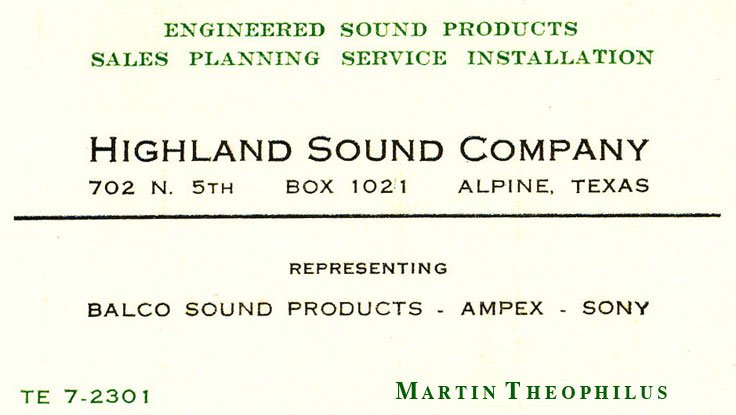 ENGINEERED SOUND PRODUCTS
SALES PLANNING SERVICE INSTALLATION
HIGHLAND SOUND COMPANY
702 N. 5TH BOX 1021 ALPINE, TEXAS
REPRESENTING
BALCO SOUND PRODUCTS - AMPEX - SONY
TE 7-2301 MARTIN THEOPHILUS